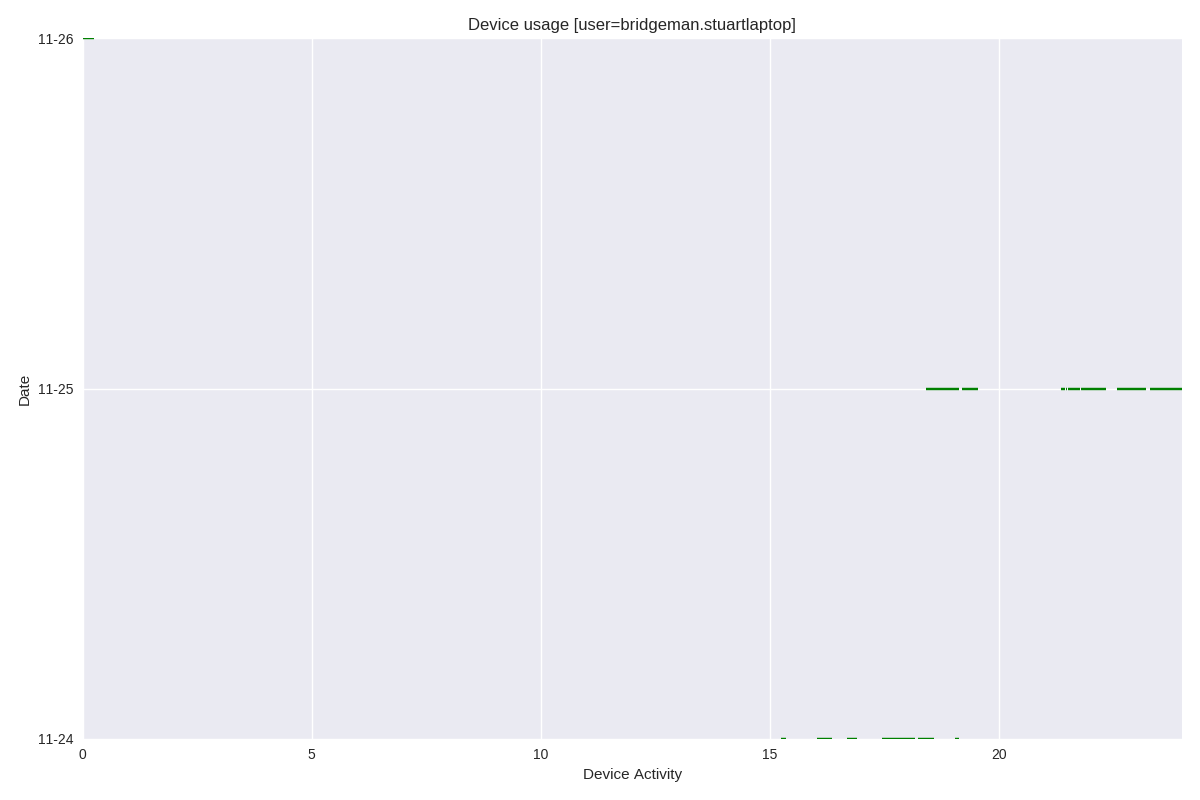 Device usage [user=bridgeman.stuartlaptop]
11-26
11-25
11-24
Date
0 5 10 15 20
Device Activity